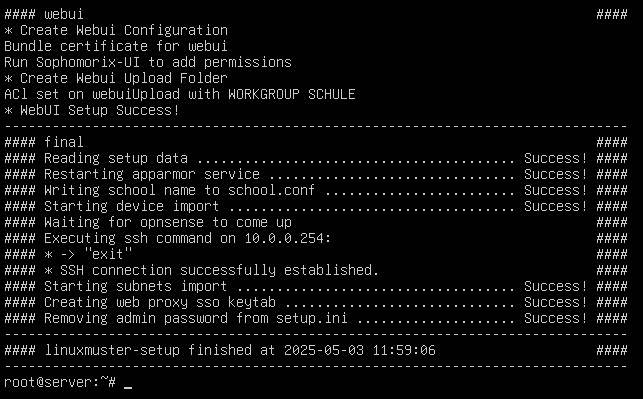 #### webui ####
* Create Webui Configuration
Bundle certificate for webui
Run Sophomorix-UI to add permissions
* Create Webui Upload Folder
ACl set on webuiUpload with WORKGROUP SCHULE
* WebUI Setup Success!
------------------------------------------------------------------------------
#### final ####
#### Reading setup data ........................................ Success! ####
#### Restarting apparmor service ............................... Success! ####
#### Writing school name to school.conf ........................ Success! ####
#### Starting device import .................................... Success! ####
#### Waiting for opnsense to come up ####
#### Executing ssh command on 10.0.0.254: ####
#### * -> "exit" ####
#### * SSH connection successfully established. ####
#### Starting subnets import ................................... Success! ####
#### Creating web proxy sso keytab ............................. Success! ####
#### Removing admin password from setup.ini .................... Success! ####
------------------------------------------------------------------------------
#### linuxmuster-setup finished at 2025-05-03 11:59:06 ####
------------------------------------------------------------------------------
root@server:~# _